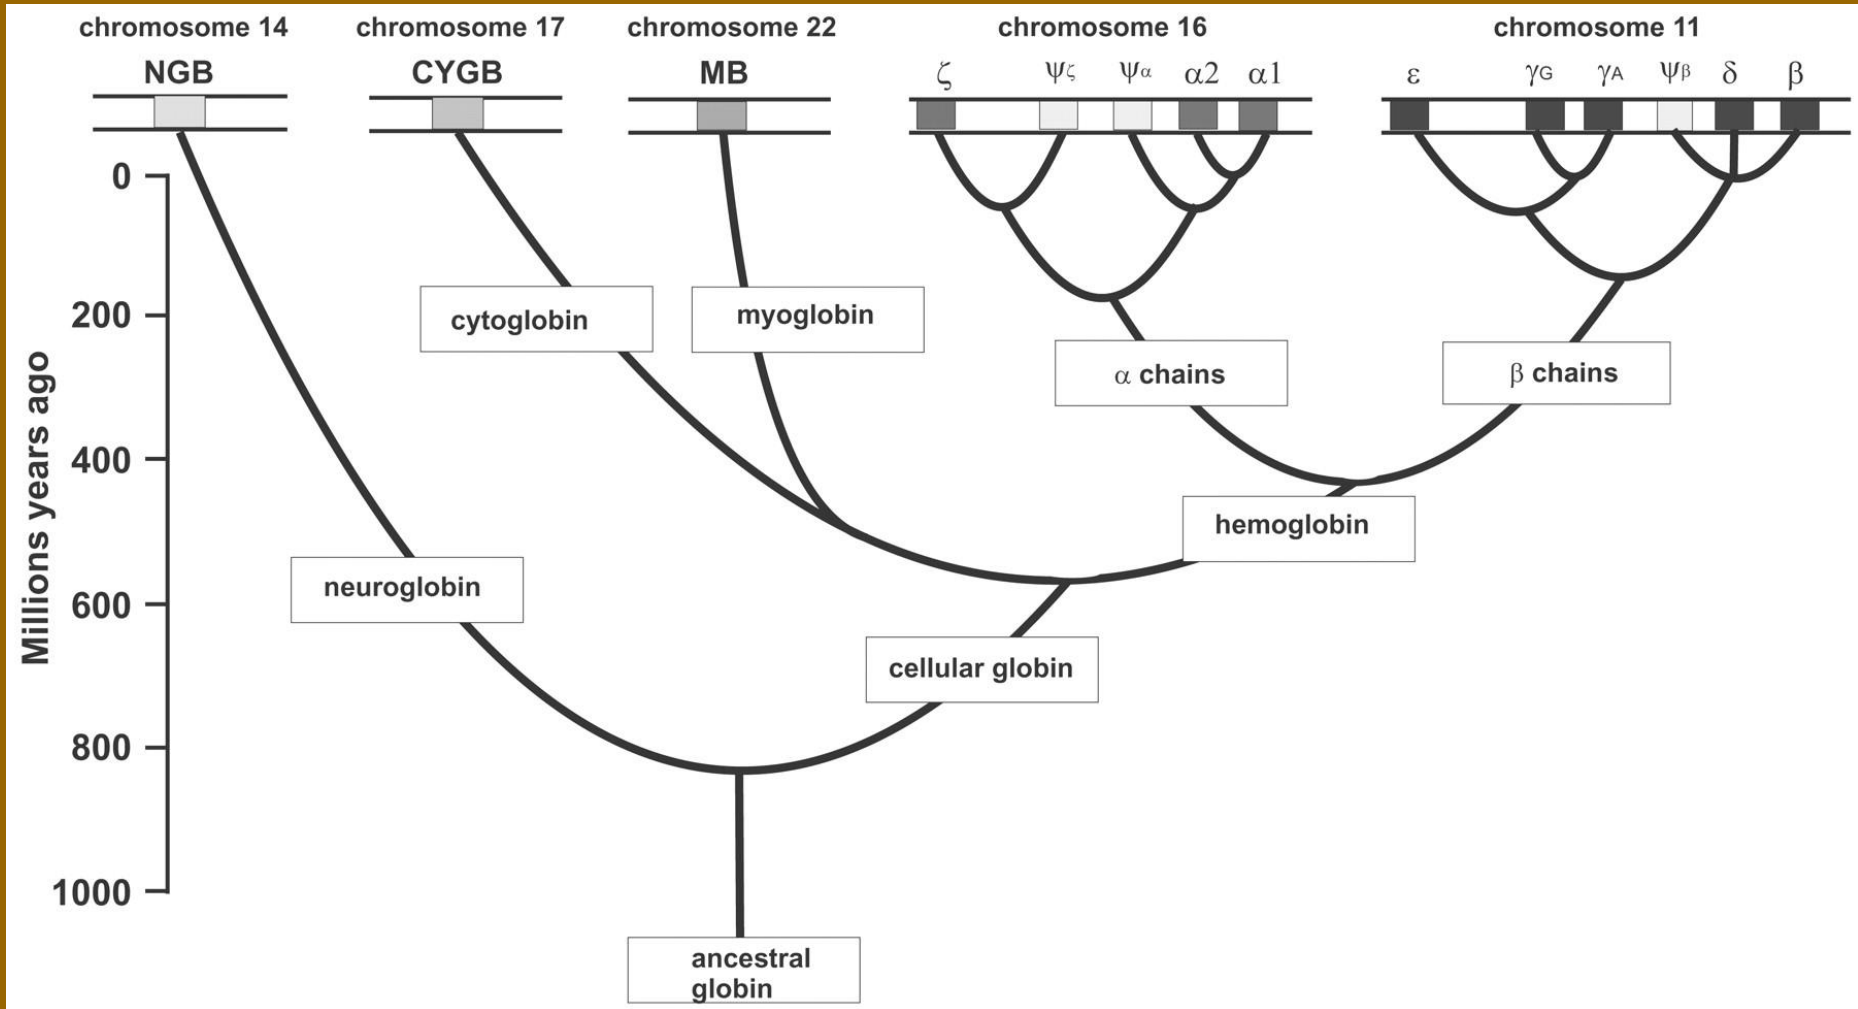 chromosome 14 chromosome 17 chromosome 22 chromosome 16 chromosome 11
NGB CYGB MB ζ ψζ ψα α2 α1 ε γG γA ψβ δ β
0
200
400
600
800
1000
Millions years ago
cytoglobin
myoglobin
α chains
β chains
hemoglobin
neuroglobin
cellular globin
ancestral
globin